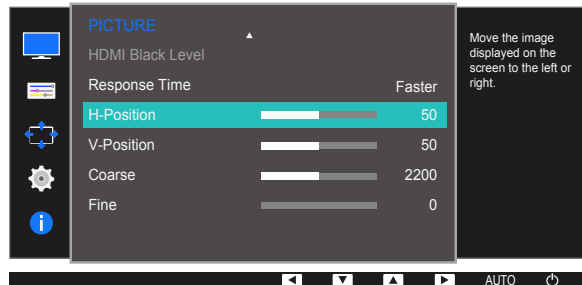 PICTURE
HDMI Black Level
Response Time Faster
H-Position 50
V-Position 50
Coarse 2200
Fine 0
Move the image
displayed on the
screen to the left or
right.
AUTO